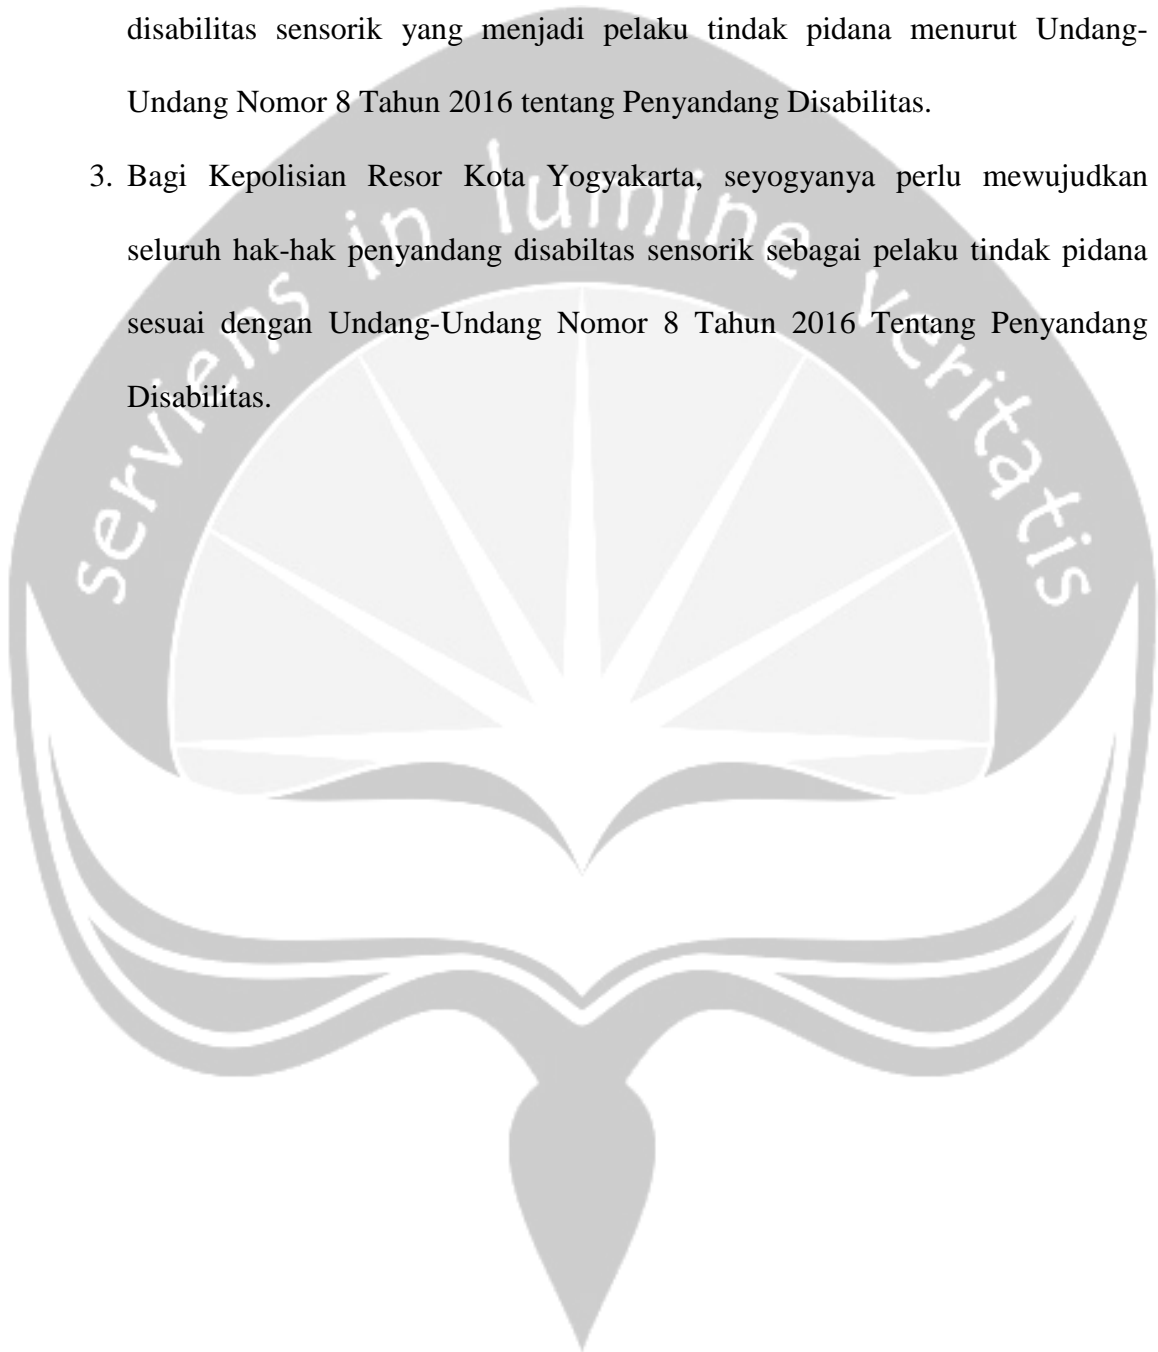 disabilitas sensorik yang menjadi pelaku tindak pidana menurut Undang-
Undang Nomor 8 Tahun 2016 tentang Penyandang Disabilitas.
3. Bagi Kepolisian Resor Kota Yogyakarta, seyogyanya perlu mewujudkan
seluruh hak-hak penyandang disabiltas sensorik sebagai pelaku tindak pidana
sesuai dengan Undang-Undang Nomor 8 Tahun 2016 Tentang Penyandang
Disabilitas.
serviens in lumine veritatis